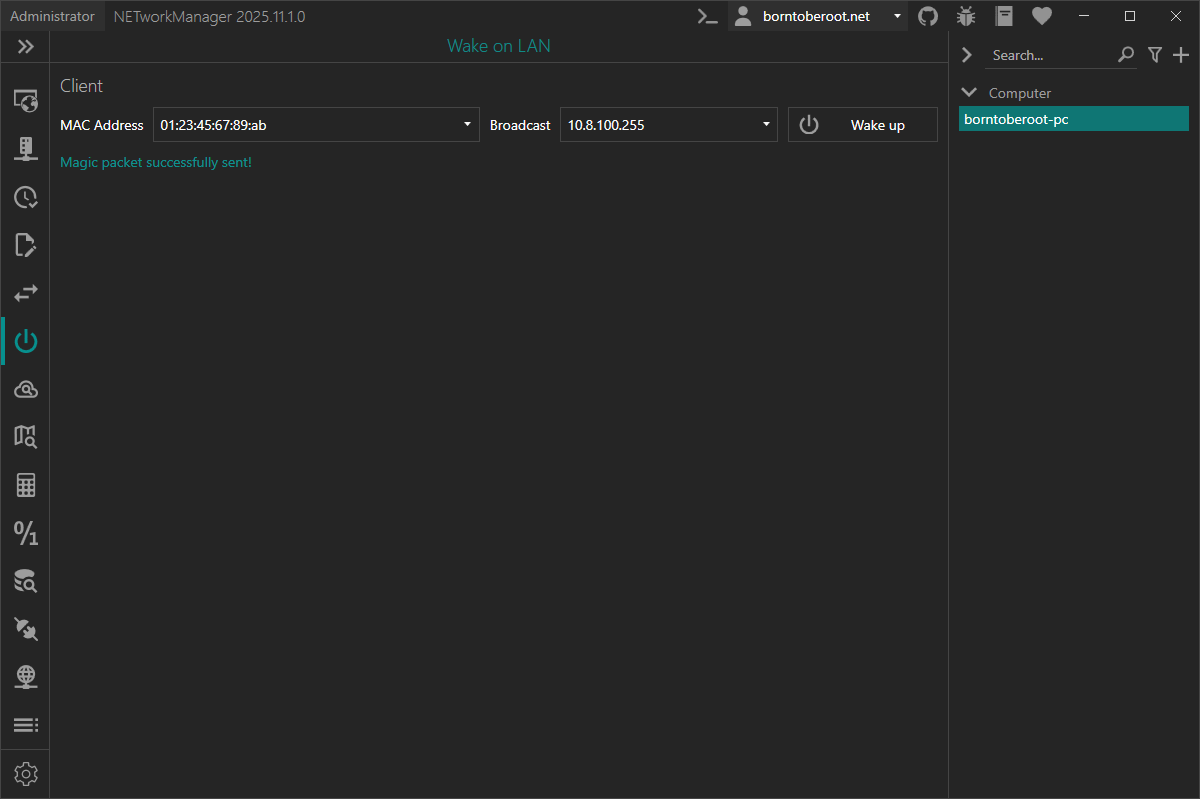 Administrator NETworkManager 2025.11.1.0 borntoberoot.net
Wake on LAN
Search...
Client
Computer
MAC Address 01:23:45:67:89:ab Broadcast 10.8.100.255 Wake up
borntoberoot-pc
Magic packet successfully sent!